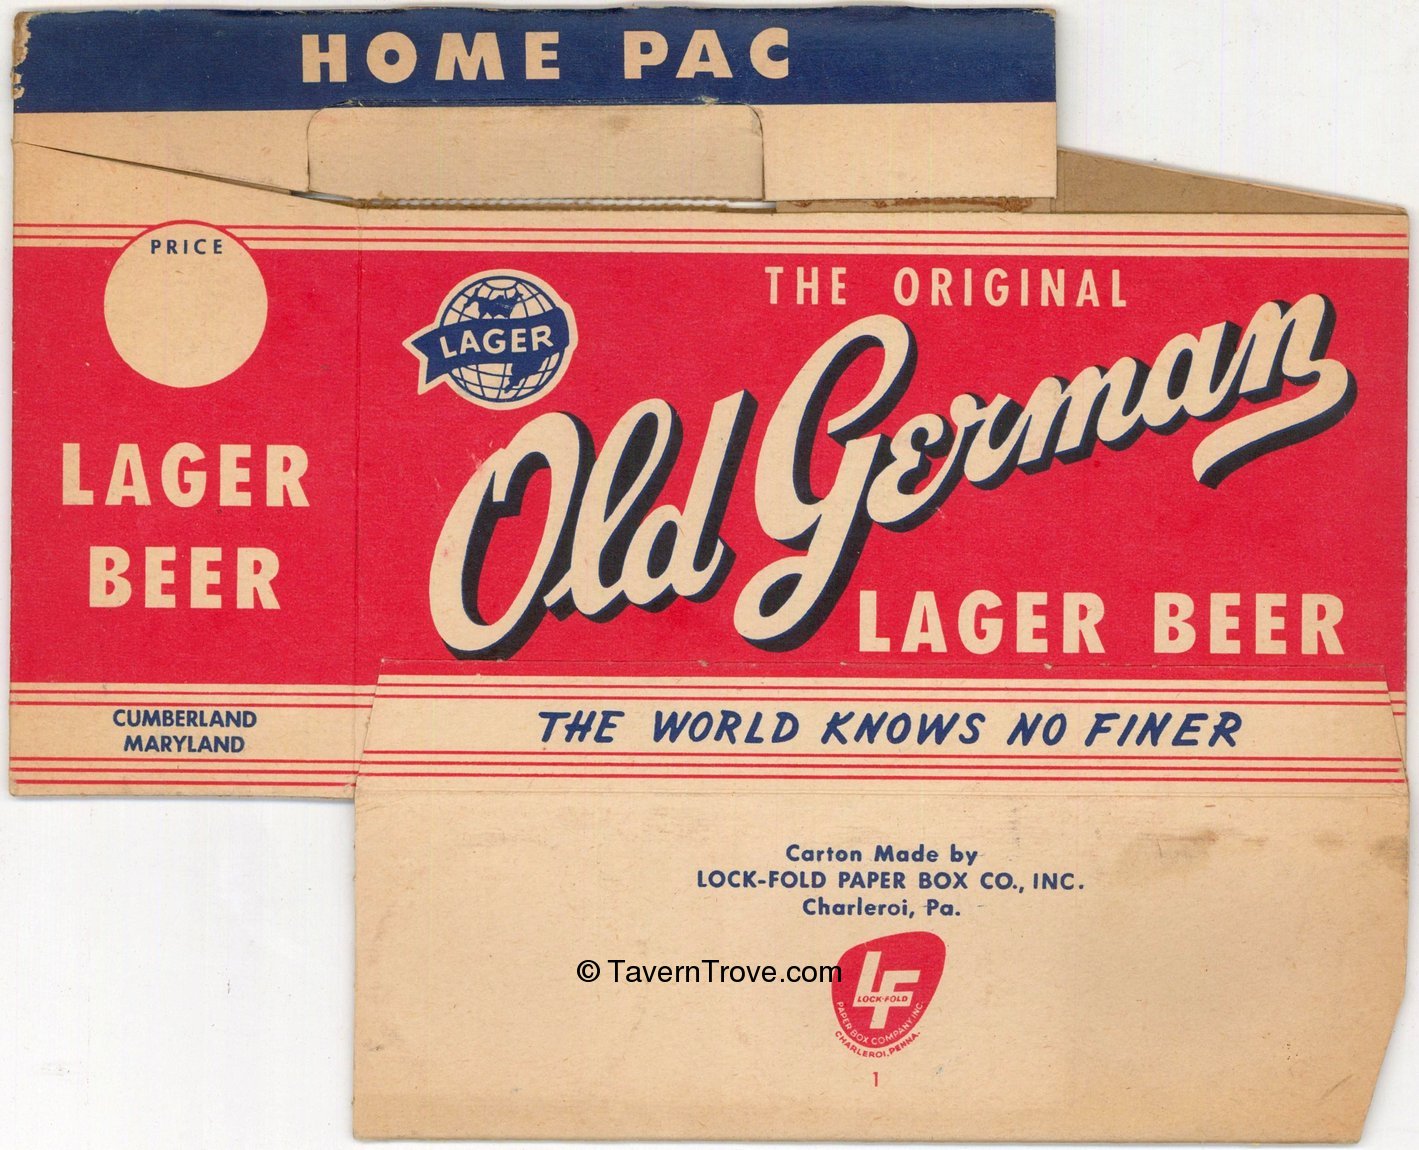 HOME PAC
PRICE
LAGER
BEER
CUMBERLAND
MARYLAND
LAGER
THE ORIGINAL
Old German
LAGER BEER
THE WORLD KNOWS NO FINER
Carton Made by
LOCK-FOLD PAPER BOX CO., INC.
Charleroi, Pa.
© TavernTrove.com
LF
LOCK-FOLD
PAPER BOX COMPANY, INC.
CHARLEROI, PENNA.
1